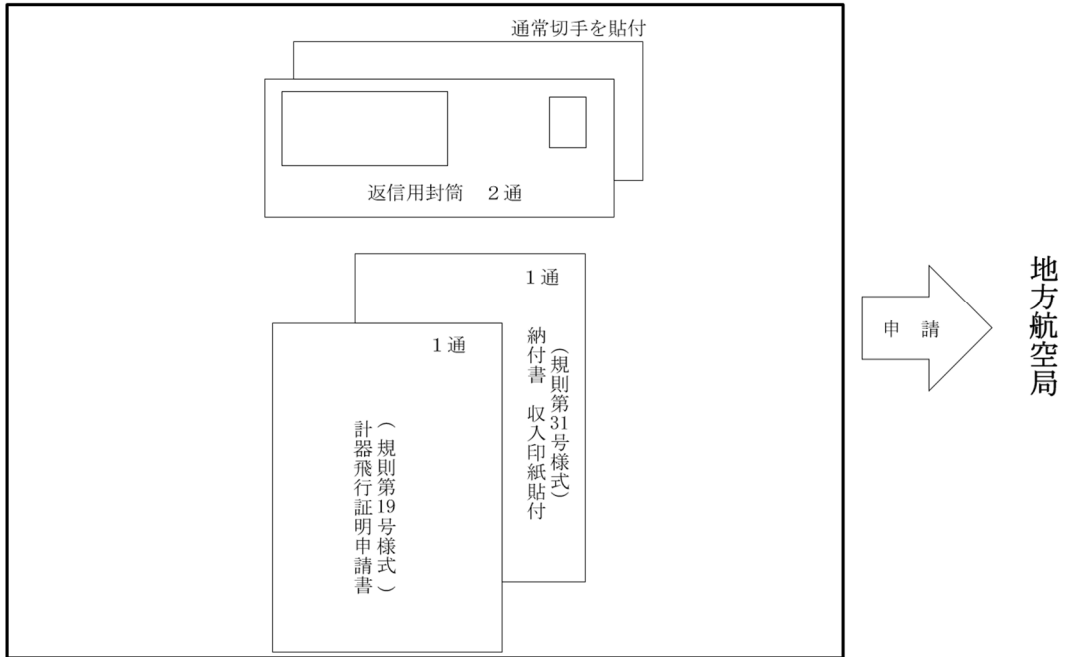 通常切手を貼付
返信用封筒　２通
１通
(規則第31号様式)
納付書　収入印紙貼付
１通
(規則第19号様式)
計器飛行証明申請書
申　請
地方航空局